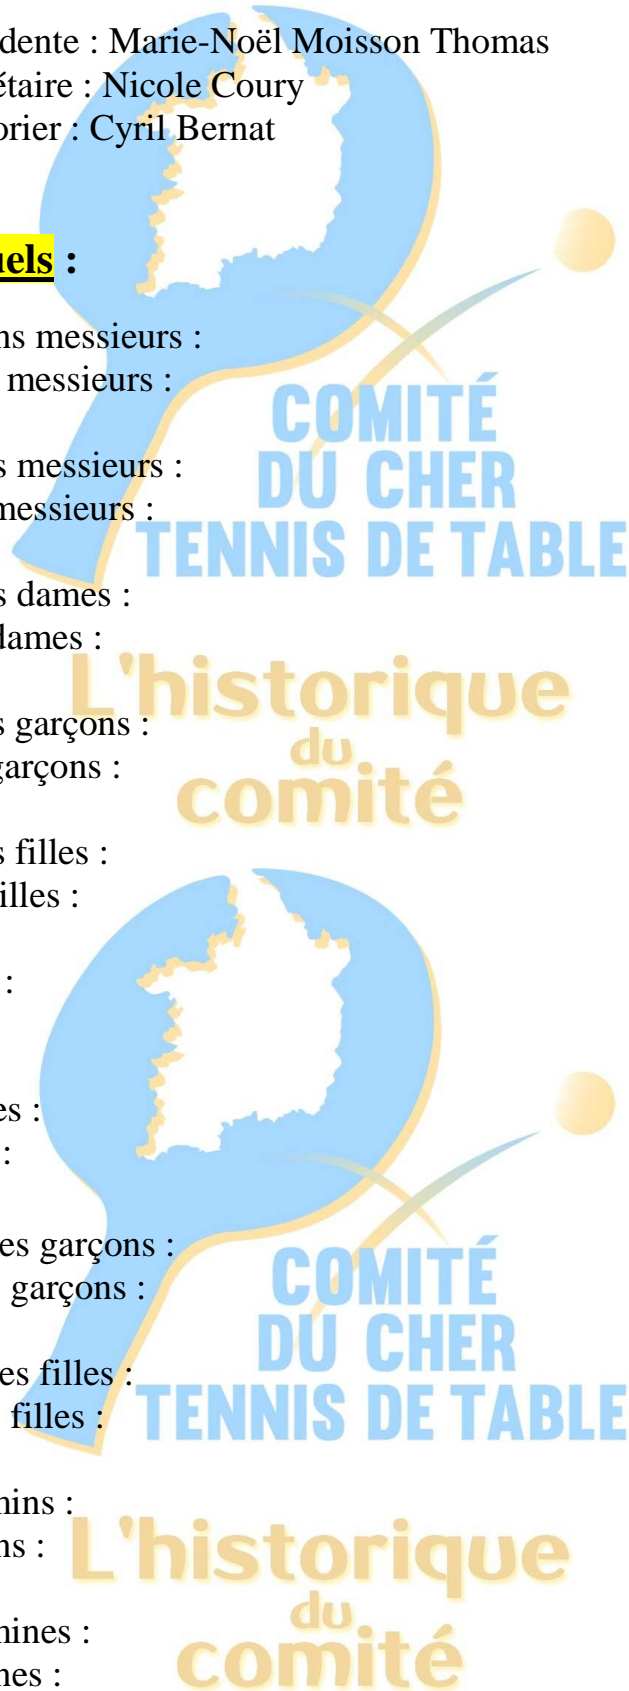 dente : Marie-Noël Moisson Thomas
étaire : Nicole Coury
orier : Cyril Bernat
uels :
ns messieurs :
messieurs :
COMITÉ
s messieurs :
DU CHER
messieurs :
TENNIS DE TABLE
s dames :
dames :
L'historique
s garçons :
du
garçons :
comité
s filles :
illes :
:
es :
:
es garçons :
COMITÉ
garçons :
DU CHER
es filles :
TENNIS DE TABLE
filles :
mins :
L'historique
ns :
du
mines :
comité
nes :